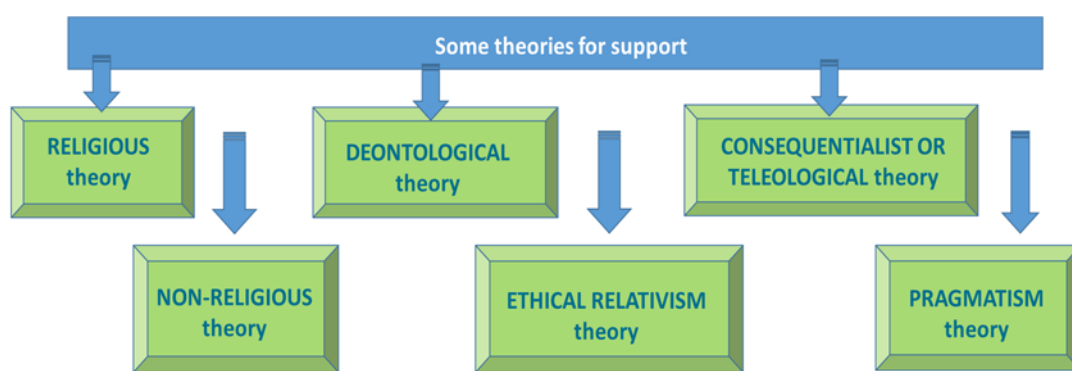 Some theories for support
RELIGIOUS
theory
DEONTOLOGICAL
theory
CONSEQUENTIALIST OR
TELEOLOGICAL theory
NON-RELIGIOUS
theory
ETHICAL RELATIVISM
theory
PRAGMATISM
theory